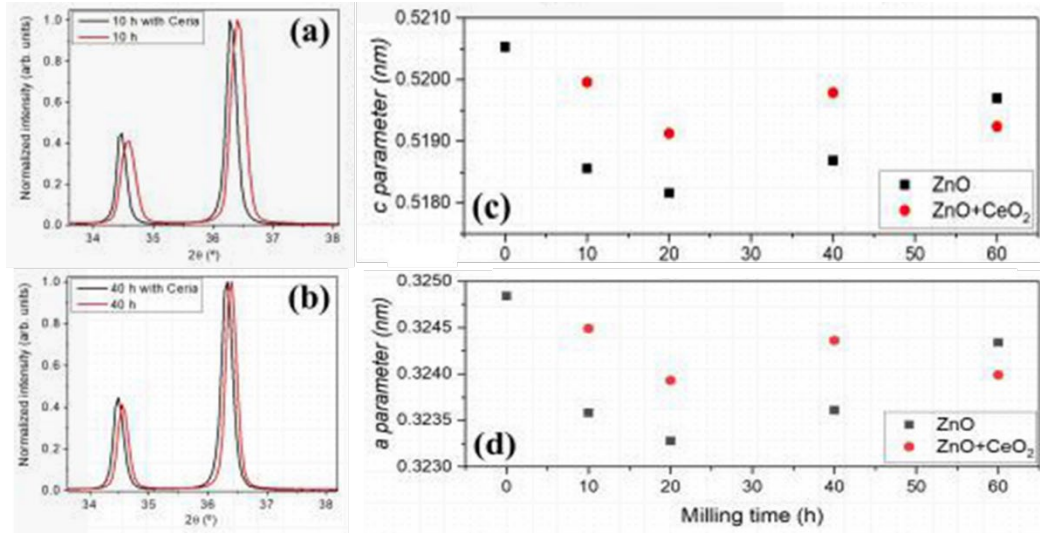 10 h with Ceria
10 h
(a)
Normalized intensity (arb. units)
1.0
0.8
0.6
0.4
0.2
0.0
34
35
36
37
38
2θ (°)
40 h with Ceria
40 h
(b)
Normalized intensity (arb. units)
1.0
0.8
0.6
0.4
0.2
0.0
34
35
36
37
38
2θ (°)
c parameter (nm)
0.5210
0.5200
0.5190
0.5180
(c)
ZnO
ZnO+CeO₂
0
10
20
30
40
50
60
a parameter (nm)
0.3250
0.3245
0.3240
0.3235
0.3230
(d)
ZnO
ZnO+CeO₂
0
10
20
30
40
50
60
Milling time (h)